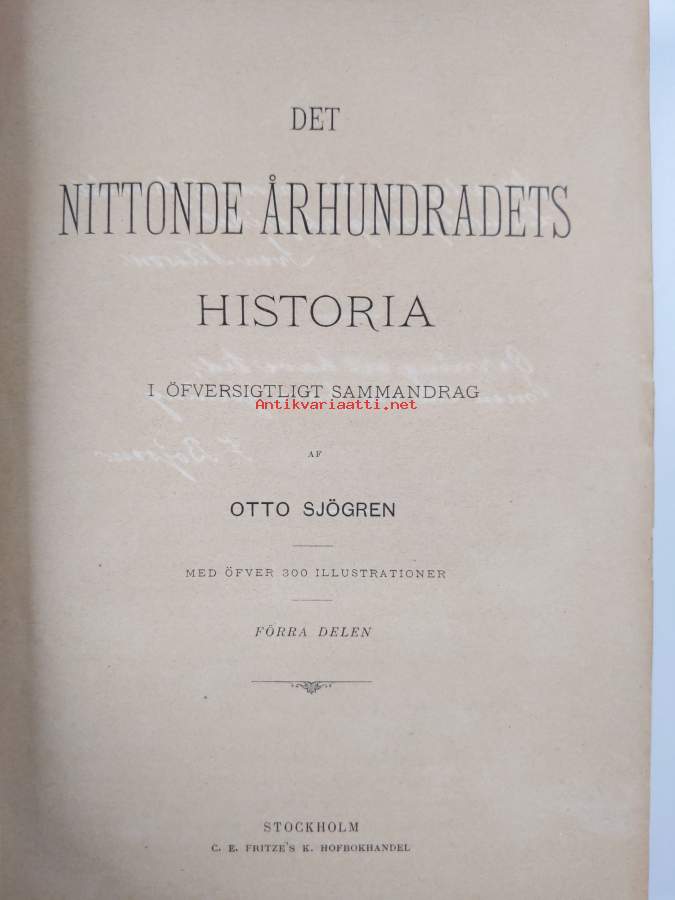 DET
NITTONDE ÅRHUNDRADETS
HISTORIA
I ÖFVERSIGTLIGT SAMMANDRAG
Antikvariaatti.net
AF
OTTO SJÖGREN
MED ÖFVER 300 ILLUSTRATIONER
FÖRRA DELEN
STOCKHOLM
C. E. FRITZE'S K. HOFBOKHANDEL